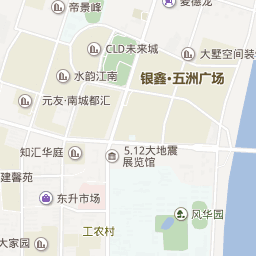 帝景峰
麦德龙
CLD未来城
大墅空间装
水韵江南
银鑫·五洲广场
元友·南城都汇
知汇华庭
5.12大地震
展览馆
建馨苑
东升市场
风华园
工农村
大家园